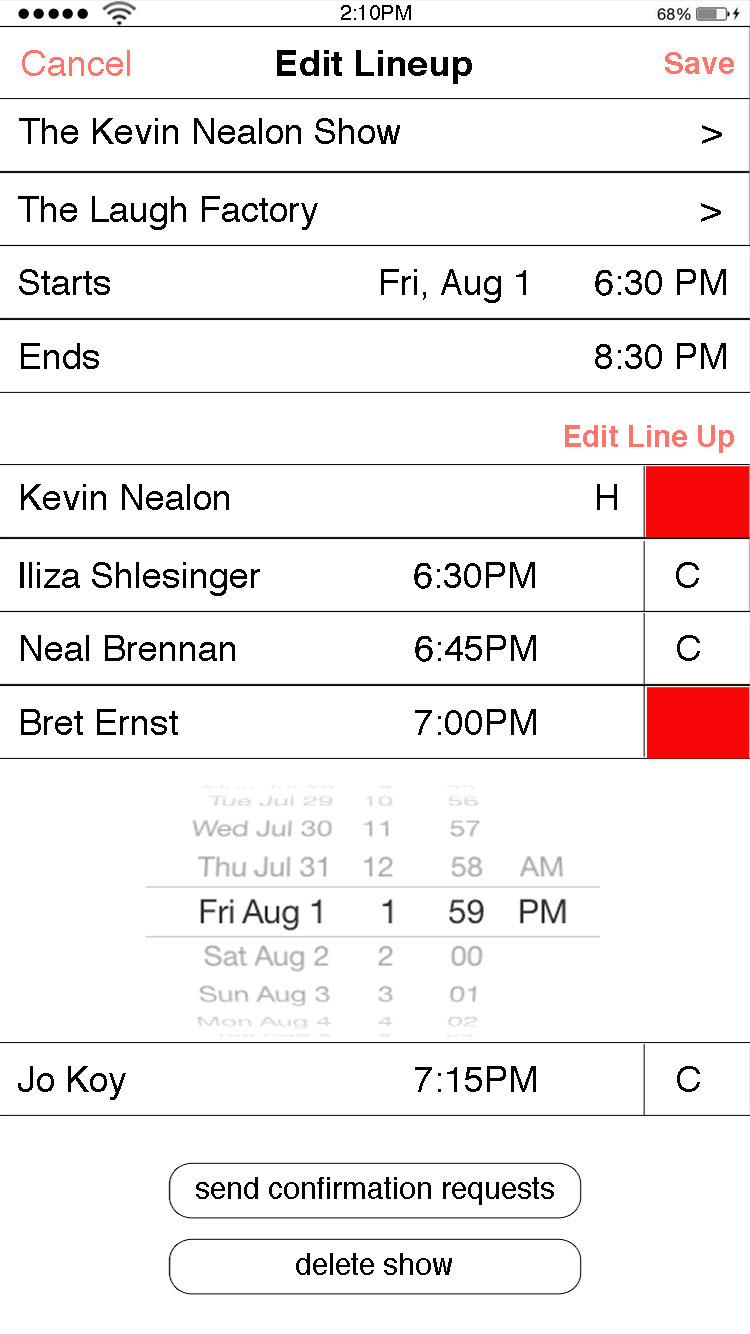 2:10PM 68%
Cancel Edit Lineup Save
The Kevin Nealon Show >
The Laugh Factory >
Starts Fri, Aug 1 6:30 PM
Ends 8:30 PM
Edit Line Up
Kevin Nealon H
Iliza Shlesinger 6:30PM C
Neal Brennan 6:45PM C
Bret Ernst 7:00PM
Tue Jul 29 10 56
Wed Jul 30 11 57
Thu Jul 31 12 58 AM
Fri Aug 1 1 59 PM
Sat Aug 2 2 00
Sun Aug 3 3 01
Mon Aug 4 4 02
Jo Koy 7:15PM C
send confirmation requests
delete show